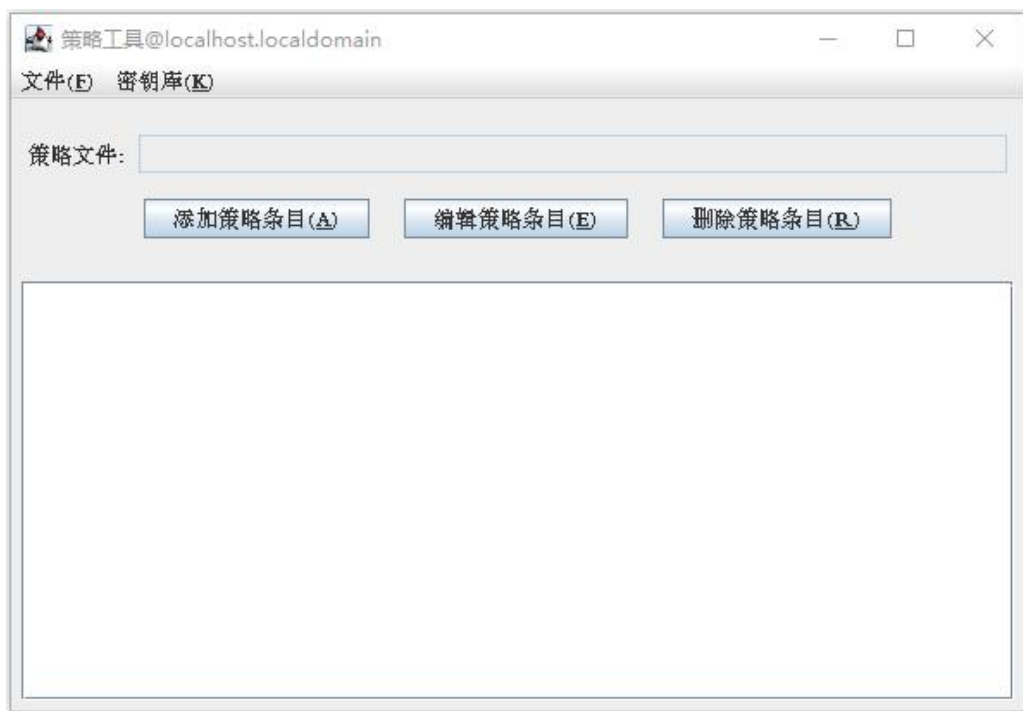 策略工具@localhost.localdomain
文件(F) 密钥库(K)
策略文件:
添加策略条目(A) 编辑策略条目(E) 删除策略条目(R)